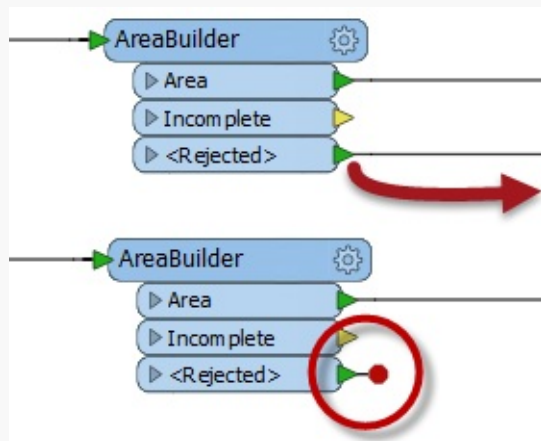 AreaBuilder
Area
Incomplete
<Rejected>
AreaBuilder
Area
Incomplete
<Rejected>